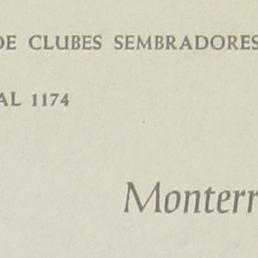 DE CLUBES SEMBRADORES
AL 1174
Monterr